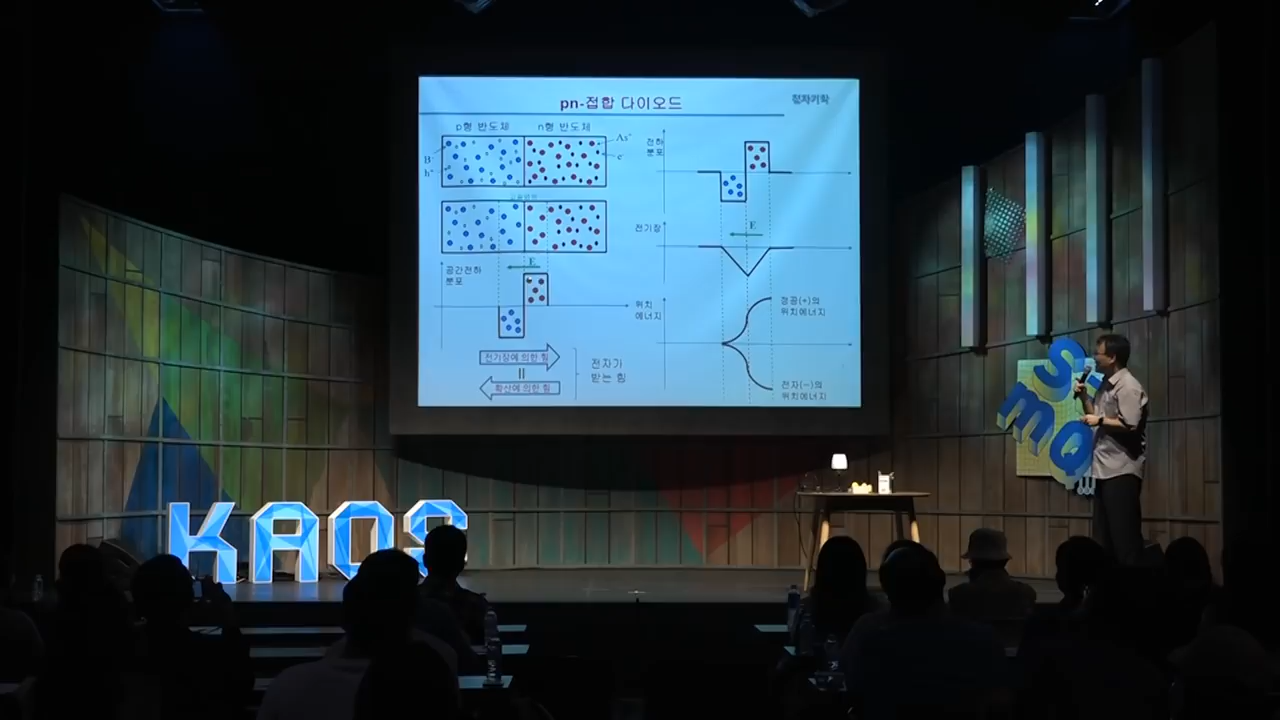 pn-접합 다이오드
전자기학
p형 반도체 n형 반도체
As⁺
B⁻
h⁺
e⁻
E
공간전하
분포
전기장에 의한 힘
=
확산에 의한 힘
전자가
받는 힘
전하
분포
전기장
E
위치
에너지
정공(+)의
위치에너지
전자(—)의
위치에너지
KAOS